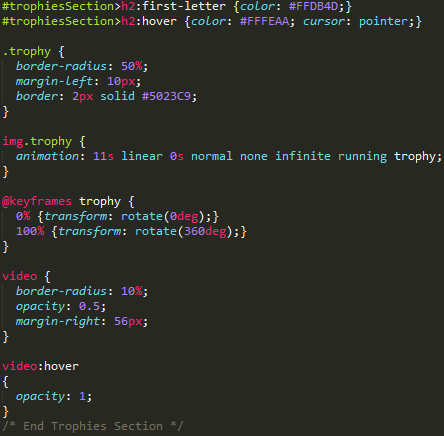 #trophiesSection>h2:first-letter {color: #FFDB4D;}
#trophiesSection>h2:hover {color: #FFFEAA; cursor: pointer;}

.trophy {
  border-radius: 50%;
  margin-left: 10px;
  border: 2px solid #5023C9;
}

img.trophy {
  animation: 11s linear 0s normal none infinite running trophy;
}

@keyframes trophy {
  0% {transform: rotate(0deg);}
  100% {transform: rotate(360deg);}
}

video {
  border-radius: 10%;
  opacity: 0.5;
  margin-right: 56px;
}

video:hover
{
  opacity: 1;
}
/* End Trophies Section */